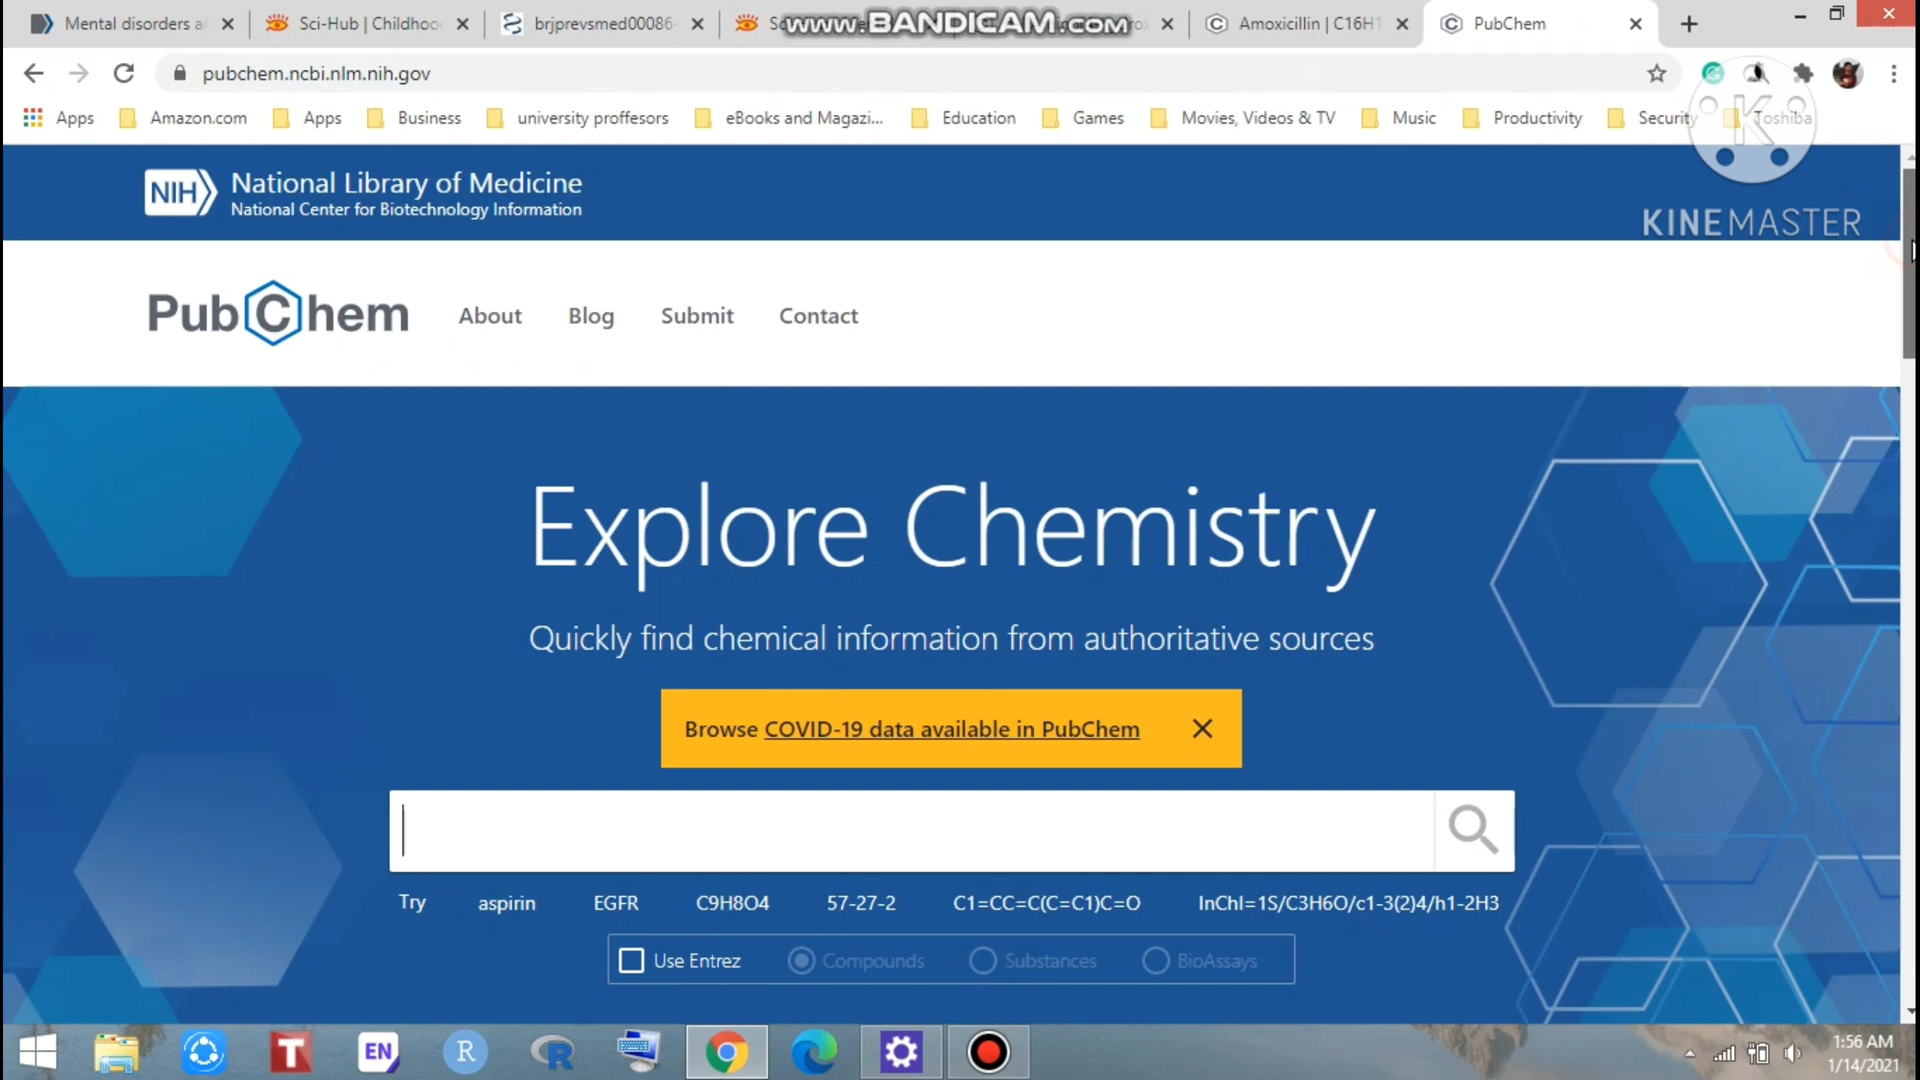 Mental disorders a
Sci-Hub | Childhoo
brjprevsmed00086-
www.BANDICAM.com
Amoxicillin | C16H1
PubChem
pubchem.ncbi.nlm.nih.gov
Apps
Amazon.com
Apps
Business
university proffesors
eBooks and Magazi...
Education
Games
Movies, Videos & TV
Music
Productivity
Security
Toshiba
K
NIH
National Library of Medicine
National Center for Biotechnology Information
KINEMASTER
PubChem
About
Blog
Submit
Contact
Explore Chemistry
Quickly find chemical information from authoritative sources
Browse COVID-19 data available in PubChem
Try
aspirin
EGFR
C9H8O4
57-27-2
C1=CC=C(C=C1)C=O
InChI=1S/C3H6O/c1-3(2)4/h1-2H3
Use Entrez
Compounds
Substances
BioAssays
T
EN
R
R
1:56 AM
1/14/2021